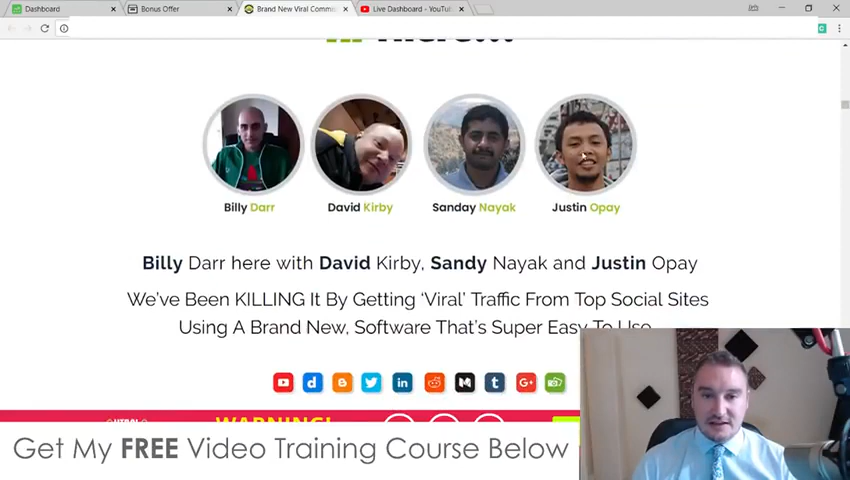 Dashboard
Bonus Offer
Brand New Viral Comme
Live Dashboard - YouTu
Billy Darr
David Kirby
Sanday Nayak
Justin Opay
Billy Darr here with David Kirby, Sandy Nayak and Justin Opay
We've Been KILLING It By Getting 'Viral' Traffic From Top Social Sites
Using A Brand New, Software That's Super Easy To Use
WARNING!
Get My FREE Video Training Course Below